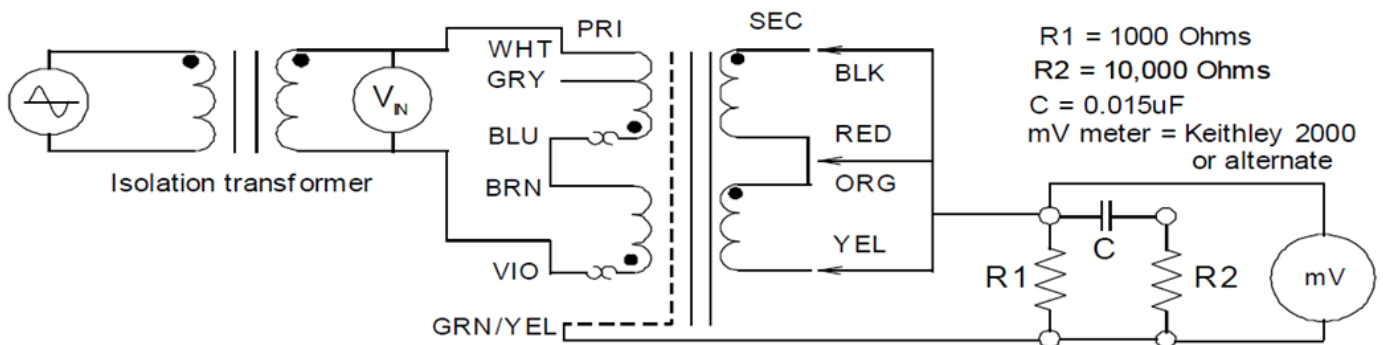 PRI
SEC
WHT
GRY
BLU
BRN
VIO
GRN/YEL
V IN
Isolation transformer
BLK
RED
ORG
YEL
R1 = 1000 Ohms
R2 = 10,000 Ohms
C = 0.015uF
mV meter = Keithley 2000
or alternate
C
R1
R2
mV